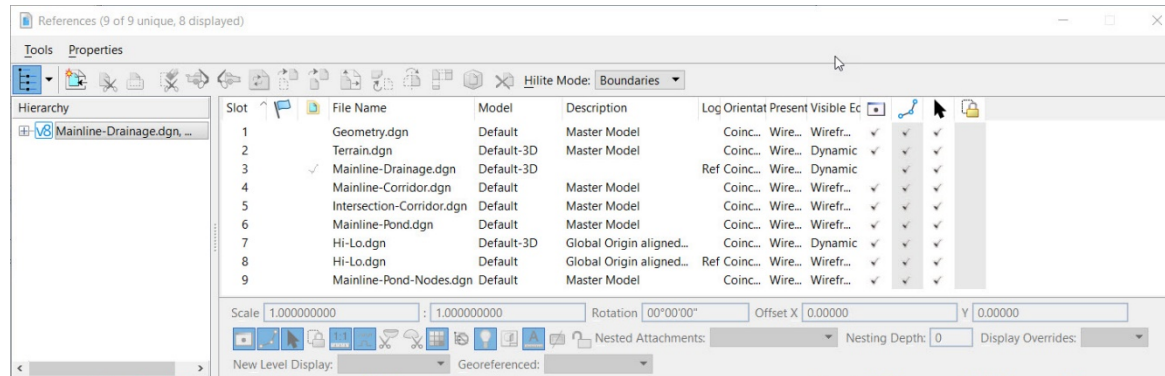 References (9 of 9 unique, 8 displayed)
Tools Properties
Hilite Mode: Boundaries
Hierarchy
V8 Mainline-Drainage.dgn, ...
Slot File Name Model Description Log Orientat Present Visible Ec
1 Geometry.dgn Default Master Model Coinc... Wire... Wirefr...
2 Terrain.dgn Default-3D Master Model Coinc... Wire... Dynamic
3 Mainline-Drainage.dgn Default-3D Ref Coinc... Wire... Dynamic
4 Mainline-Corridor.dgn Default Master Model Coinc... Wire... Wirefr...
5 Intersection-Corridor.dgn Default Master Model Coinc... Wire... Wirefr...
6 Mainline-Pond.dgn Default Master Model Coinc... Wire... Wirefr...
7 Hi-Lo.dgn Default-3D Global Origin aligned... Coinc... Wire... Dynamic
8 Hi-Lo.dgn Default Global Origin aligned... Ref Coinc... Wire... Wirefr...
9 Mainline-Pond-Nodes.dgn Default Master Model Coinc... Wire... Wirefr...
Scale 1.000000000 : 1.000000000 Rotation 00°00'00" Offset X 0.00000 Y 0.00000
1:1 A Nested Attachments: Nesting Depth: 0 Display Overrides:
New Level Display: Georeferenced: